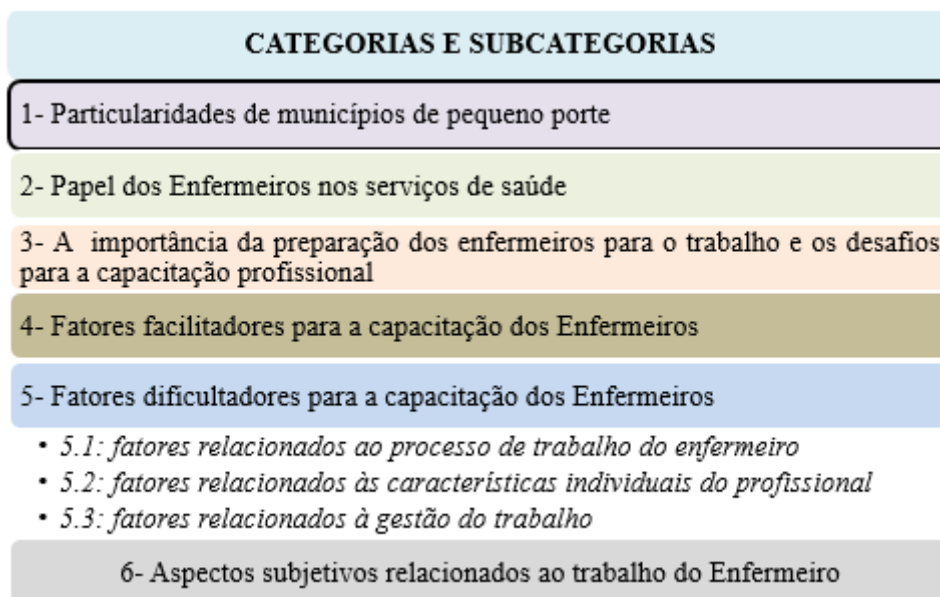 CATEGORIAS E SUBCATEGORIAS
1- Particularidades de municípios de pequeno porte
2- Papel dos Enfermeiros nos serviços de saúde
3- A importância da preparação dos enfermeiros para o trabalho e os desafios
para a capacitação profissional
4- Fatores facilitadores para a capacitação dos Enfermeiros
5- Fatores dificultadores para a capacitação dos Enfermeiros
• 5.1: fatores relacionados ao processo de trabalho do enfermeiro
• 5.2: fatores relacionados às características individuais do profissional
• 5.3: fatores relacionados à gestão do trabalho
6- Aspectos subjetivos relacionados ao trabalho do Enfermeiro